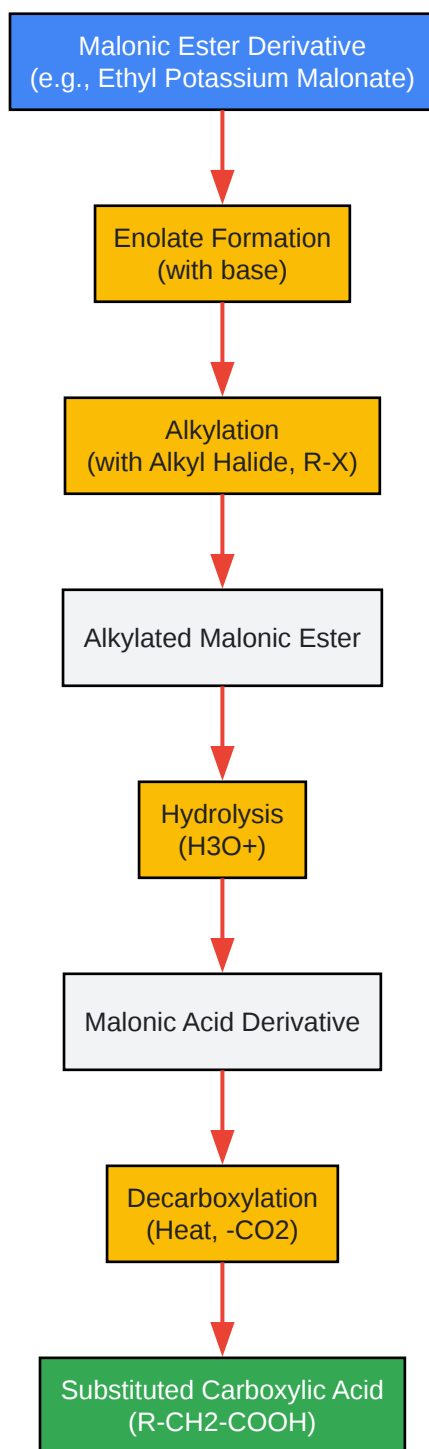 Malonic Ester Derivative
(e.g., Ethyl Potassium Malonate)
Enolate Formation
(with base)
Alkylation
(with Alkyl Halide, R-X)
Alkylated Malonic Ester
Hydrolysis
(H3O+)
Malonic Acid Derivative
Decarboxylation
(Heat, -CO2)
Substituted Carboxylic Acid
(R-CH2-COOH)